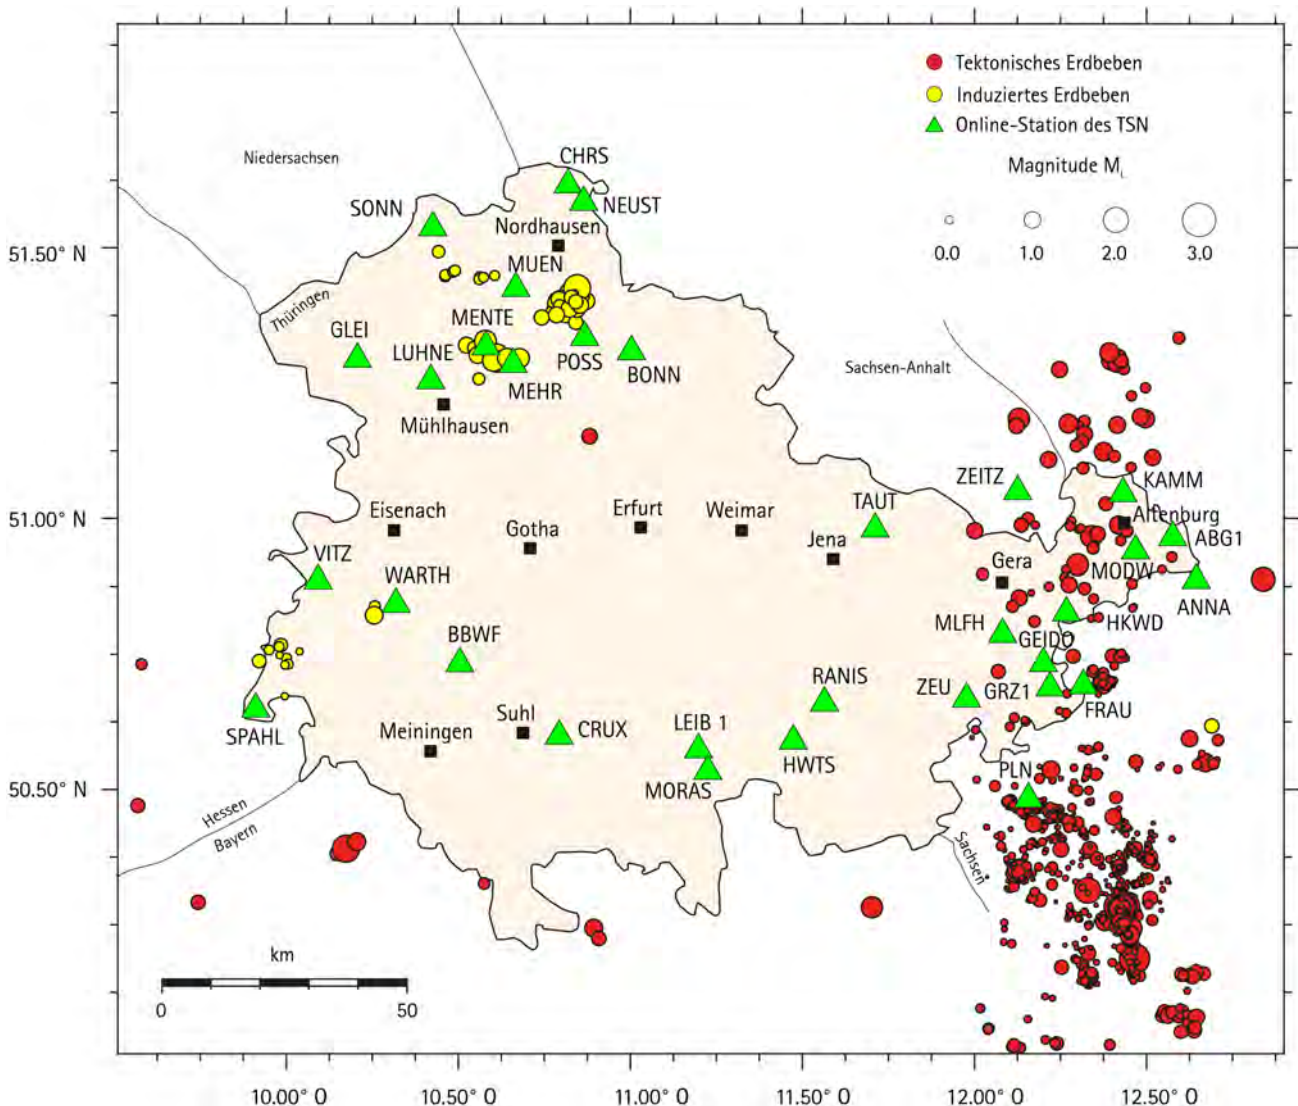 Tektonisches Erdbeben
Induziertes Erdbeben
Online-Station des TSN
Magnitude M L
0.0 1.0 2.0 3.0
Niedersachsen
CHRS
NEUST
SONN
Nordhausen
51.50° N
MUEN
Thüringen
GLEI
MENTE
LUHNE
POSS
BONN
MEHR
Mühlhausen
Sachsen-Anhalt
ZEITZ
KAMM
TAUT
Altenburg
51.00° N
Eisenach
Gotha
Erfurt
Weimar
Jena
ABG1
Gera
MODW
ANNA
VITZ
WARTH
MLFH
HKWD
BBWF
GEIDO
RANIS
ZEU
GRZ1
FRAU
SPAHL
Meiningen
Suhl
CRUX
LEIB 1
HWTS
MORAS
PLN
50.50° N
Hessen
Bayern
Sachsen
km
0 50
10.00° O 10.50° O 11.00° O 11.50° O 12.00° O 12.50° O